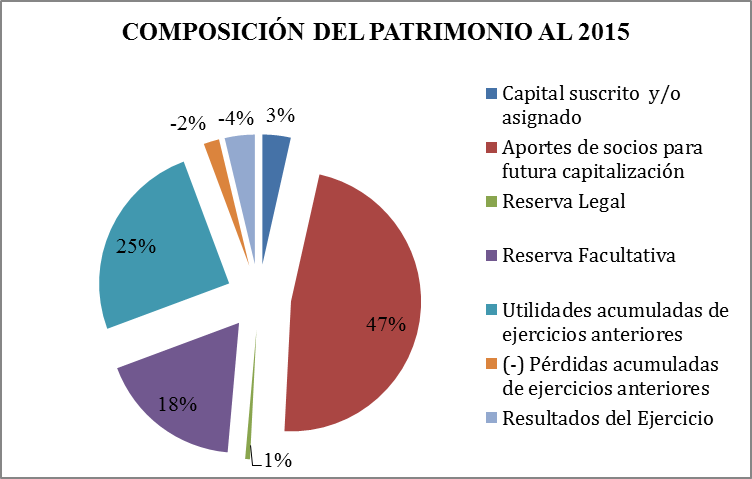 COMPOSICIÓN DEL PATRIMONIO AL 2015
-2%
-4%
3%
25%
47%
18%
1%
Capital suscrito y/o
asignado
Aportes de socios para
futura capitalización
Reserva Legal
Reserva Facultativa
Utilidades acumuladas de
ejercicios anteriores
(-) Pérdidas acumuladas
de ejercicios anteriores
Resultados del Ejercicio